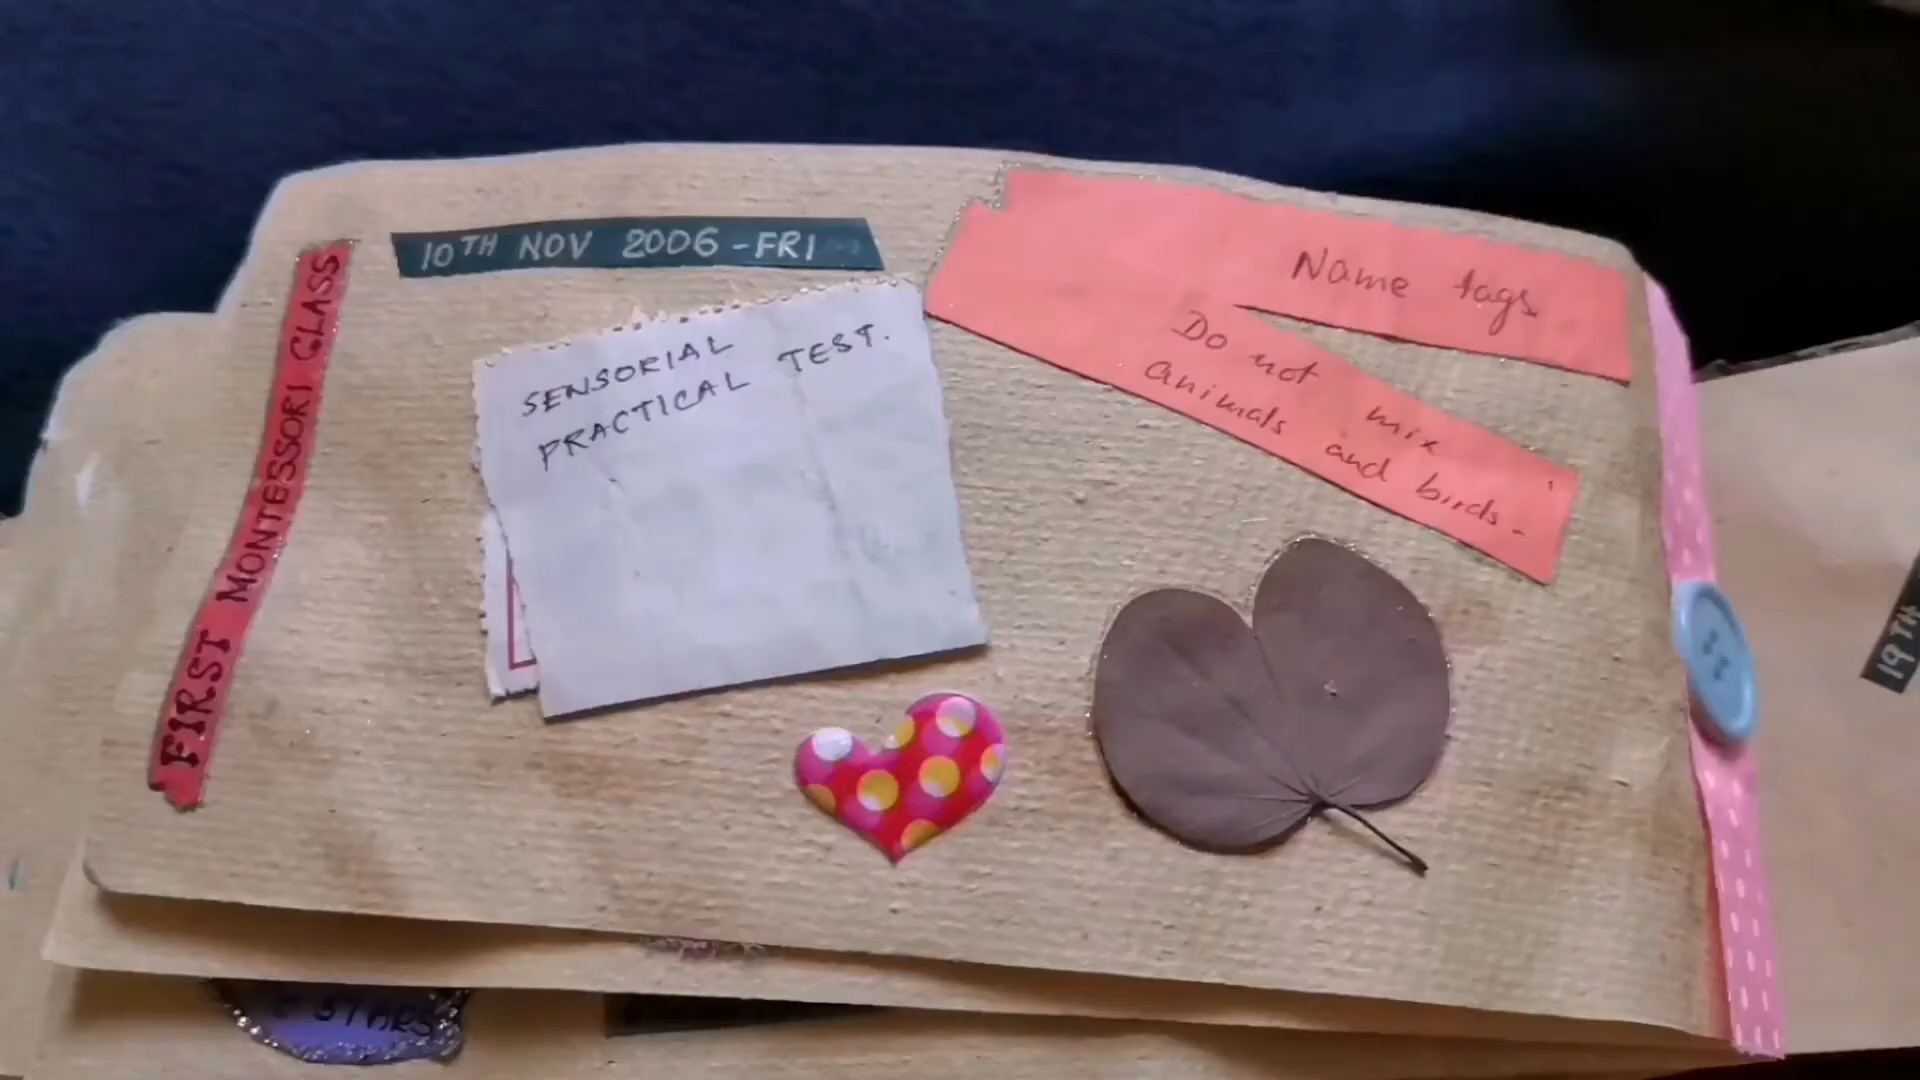 10TH NOV 2006 - FRI
FIRST MONTESSORI CLASS
SENSORIAL
PRACTICAL TEST.
Name tags
Do not mix
animals and birds.
19TH
STARS